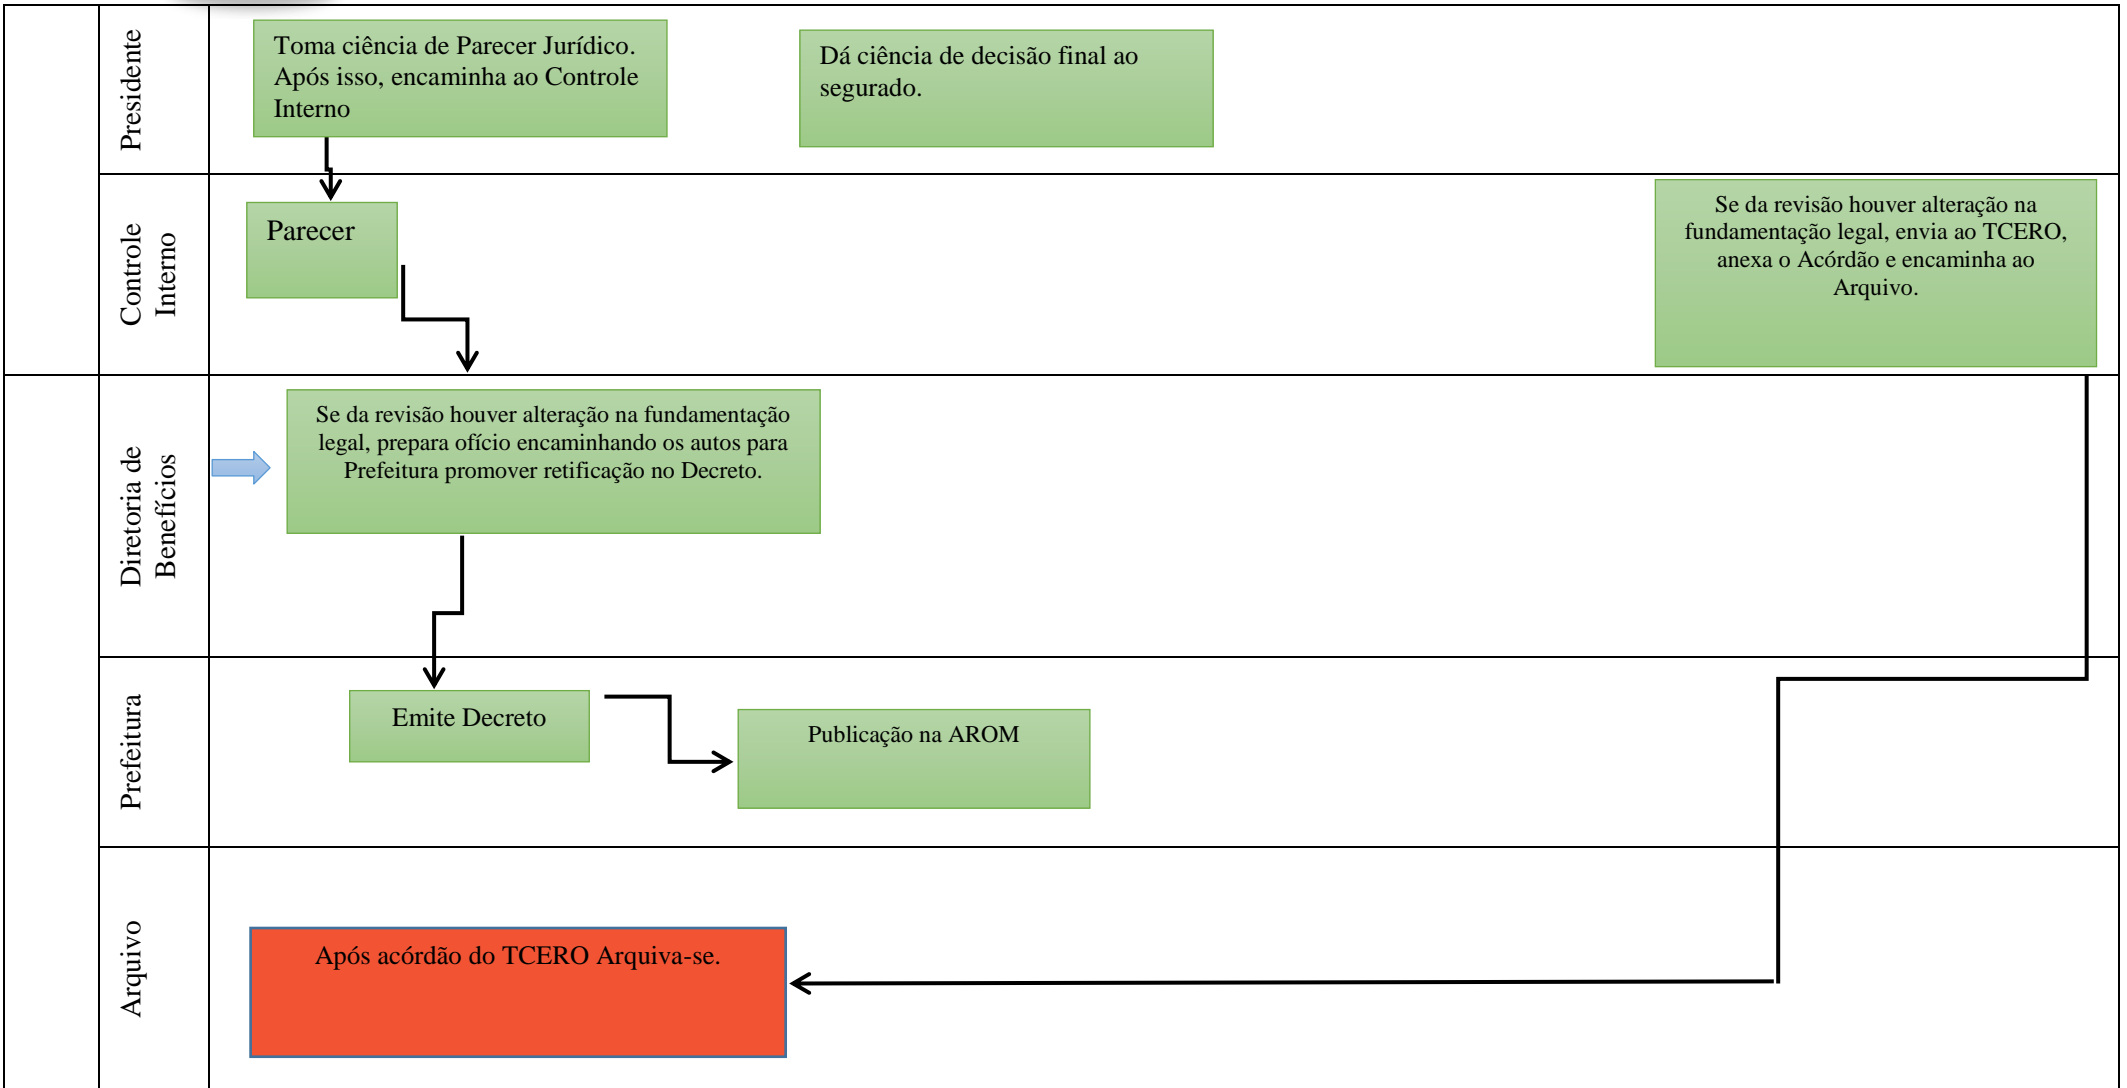 Presidente
Toma ciência de Parecer Jurídico.
Após isso, encaminha ao Controle
Interno
Dá ciência de decisão final ao
segurado.
Controle
Interno
Parecer
Se da revisão houver alteração na
fundamentação legal, envia ao TCERO,
anexa o Acórdão e encaminha ao
Arquivo.
Diretoria de
Benefícios
Se da revisão houver alteração na fundamentação
legal, prepara ofício encaminhando os autos para
Prefeitura promover retificação no Decreto.
Prefeitura
Emite Decreto
Publicação na AROM
Arquivo
Após acórdão do TCERO Arquiva-se.